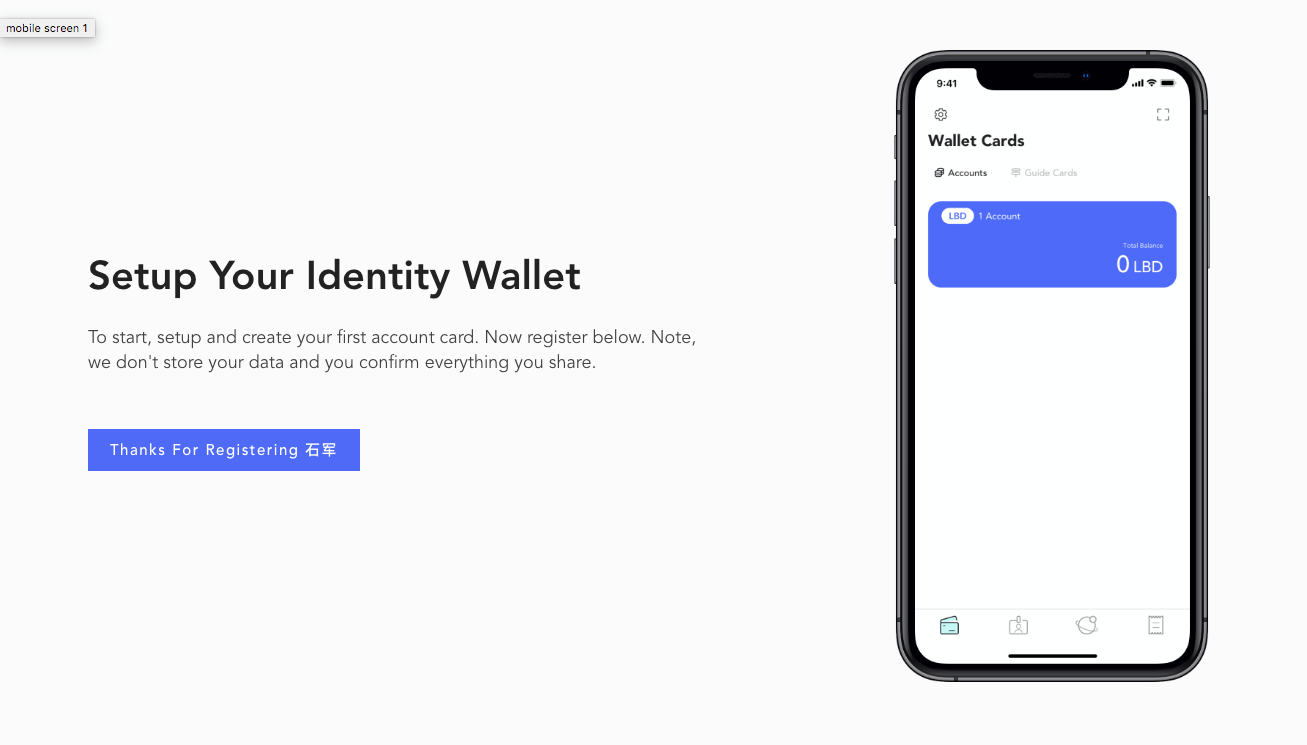 mobile screen 1
Setup Your Identity Wallet
To start, setup and create your first account card. Now register below. Note,
we don't store your data and you confirm everything you share.
Thanks For Registering 石军
9:41
Wallet Cards
Accounts
Guide Cards
LBD 1 Account
Total Balance
0 LBD